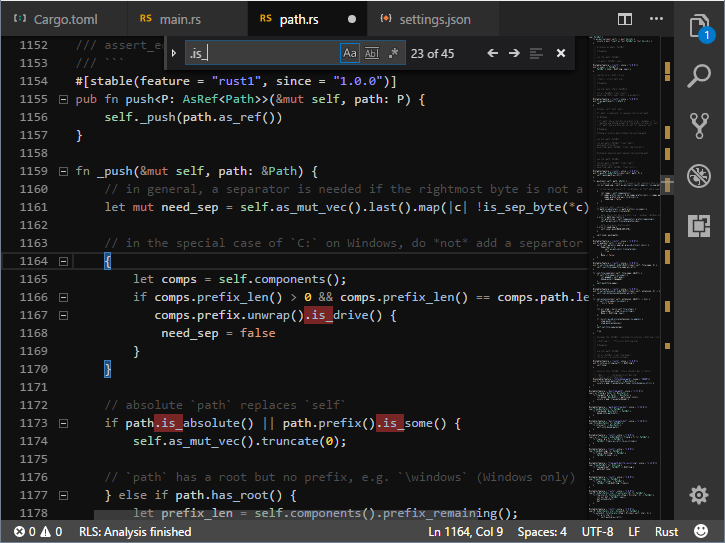 Cargo.toml
RS main.rs
RS path.rs
settings.json
1
.is_
Aa Abl .* 23 of 45
1152 /// assert_e
1153 /// ```
1154 #[stable(feature = "rust1", since = "1.0.0")]
1155 pub fn push<P: AsRef<Path>>(&mut self, path: P) {
1156 self._push(path.as_ref())
1157 }
1158
1159 fn _push(&mut self, path: &Path) {
1160 // in general, a separator is needed if the rightmost byte is not a
1161 let mut need_sep = self.as_mut_vec().last().map(|c| !is_sep_byte(*c)
1162
1163 // in the special case of `C:` on Windows, do *not* add a separator
1164 {
1165 let comps = self.components();
1166 if comps.prefix_len() > 0 && comps.prefix_len() == comps.path.le
1167 comps.prefix.unwrap().is_drive() {
1168 need_sep = false
1169 }
1170 }
1171
1172 // absolute `path` replaces `self`
1173 if path.is_absolute() || path.prefix().is_some() {
1174 self.as_mut_vec().truncate(0);
1175
1176 // `path` has a root but no prefix, e.g. `\windows` (Windows only)
1177 } else if path.has_root() {
1178 let prefix_len = self.components().prefix_remaining();
0 0 RLS: Analysis finished Ln 1164, Col 9 Spaces: 4 UTF-8 LF Rust